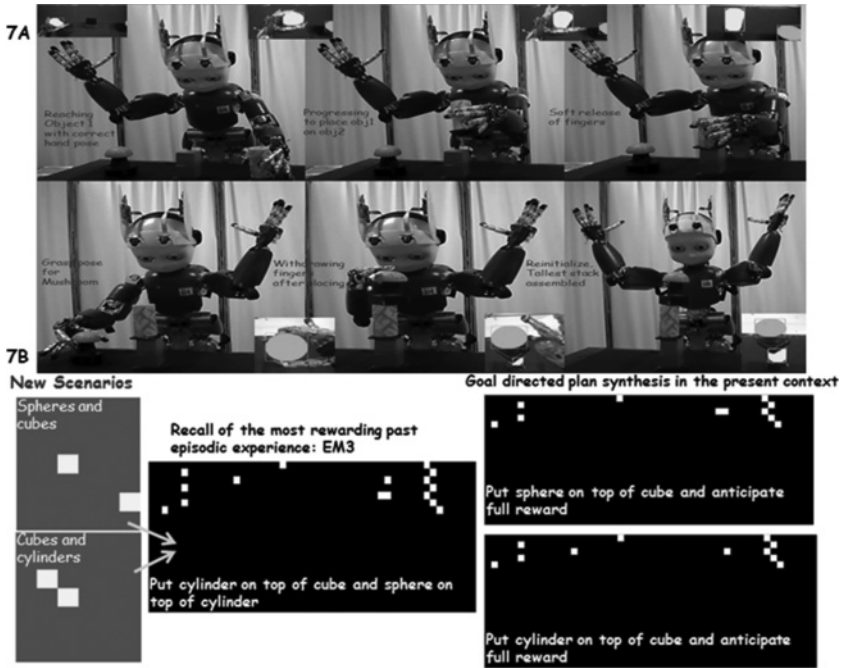 7A
Reaching
Object 1
with correct
hand pose
Progressing
to place obj1
on obj2
Soft release
of fingers
Grasp pose
for
Mushroom
Withdrawing
fingers
after placing
Reinitialize,
Tallest stack
assembled
7B
New Scenarios
Goal directed plan synthesis in the present context
Spheres and
cubes
Recall of the most rewarding past
episodic experience: EM3
Put sphere on top of cube and anticipate
full reward
Cubes and
cylinders
Put cylinder on top of cube and sphere on
top of cylinder
Put cylinder on top of cube and anticipate
full reward